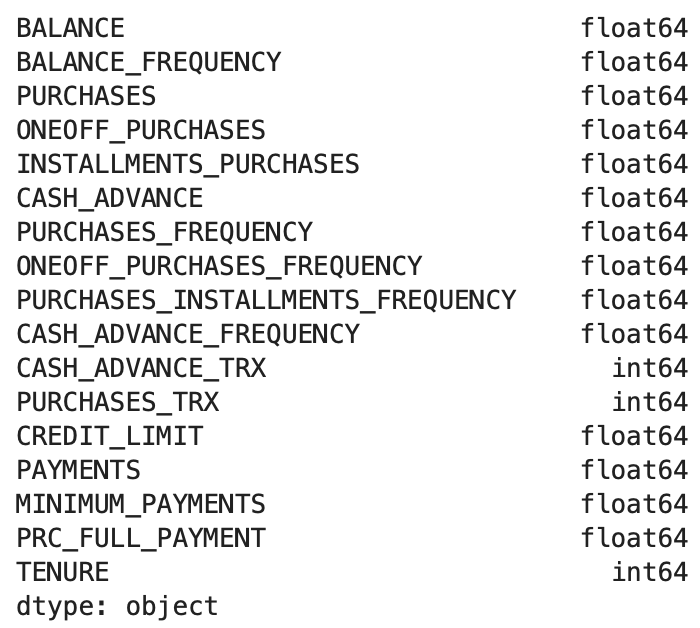 BALANCE float64
BALANCE_FREQUENCY float64
PURCHASES float64
ONEOFF_PURCHASES float64
INSTALLMENTS_PURCHASES float64
CASH_ADVANCE float64
PURCHASES_FREQUENCY float64
ONEOFF_PURCHASES_FREQUENCY float64
PURCHASES_INSTALLMENTS_FREQUENCY float64
CASH_ADVANCE_FREQUENCY float64
CASH_ADVANCE_TRX int64
PURCHASES_TRX int64
CREDIT_LIMIT float64
PAYMENTS float64
MINIMUM_PAYMENTS float64
PRC_FULL_PAYMENT float64
TENURE int64
dtype: object